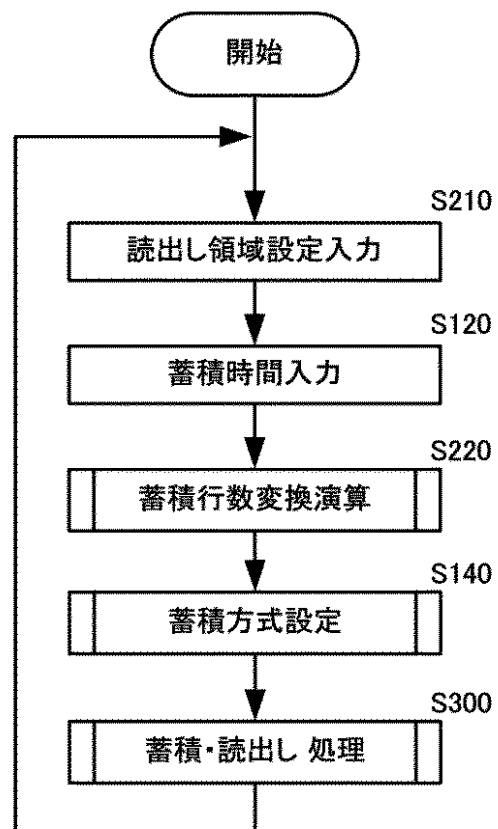 開始
S210
読出し領域設定入力
S120
蓄積時間入力
S220
蓄積行数変換演算
S140
蓄積方式設定
S300
蓄積・読出し 処理